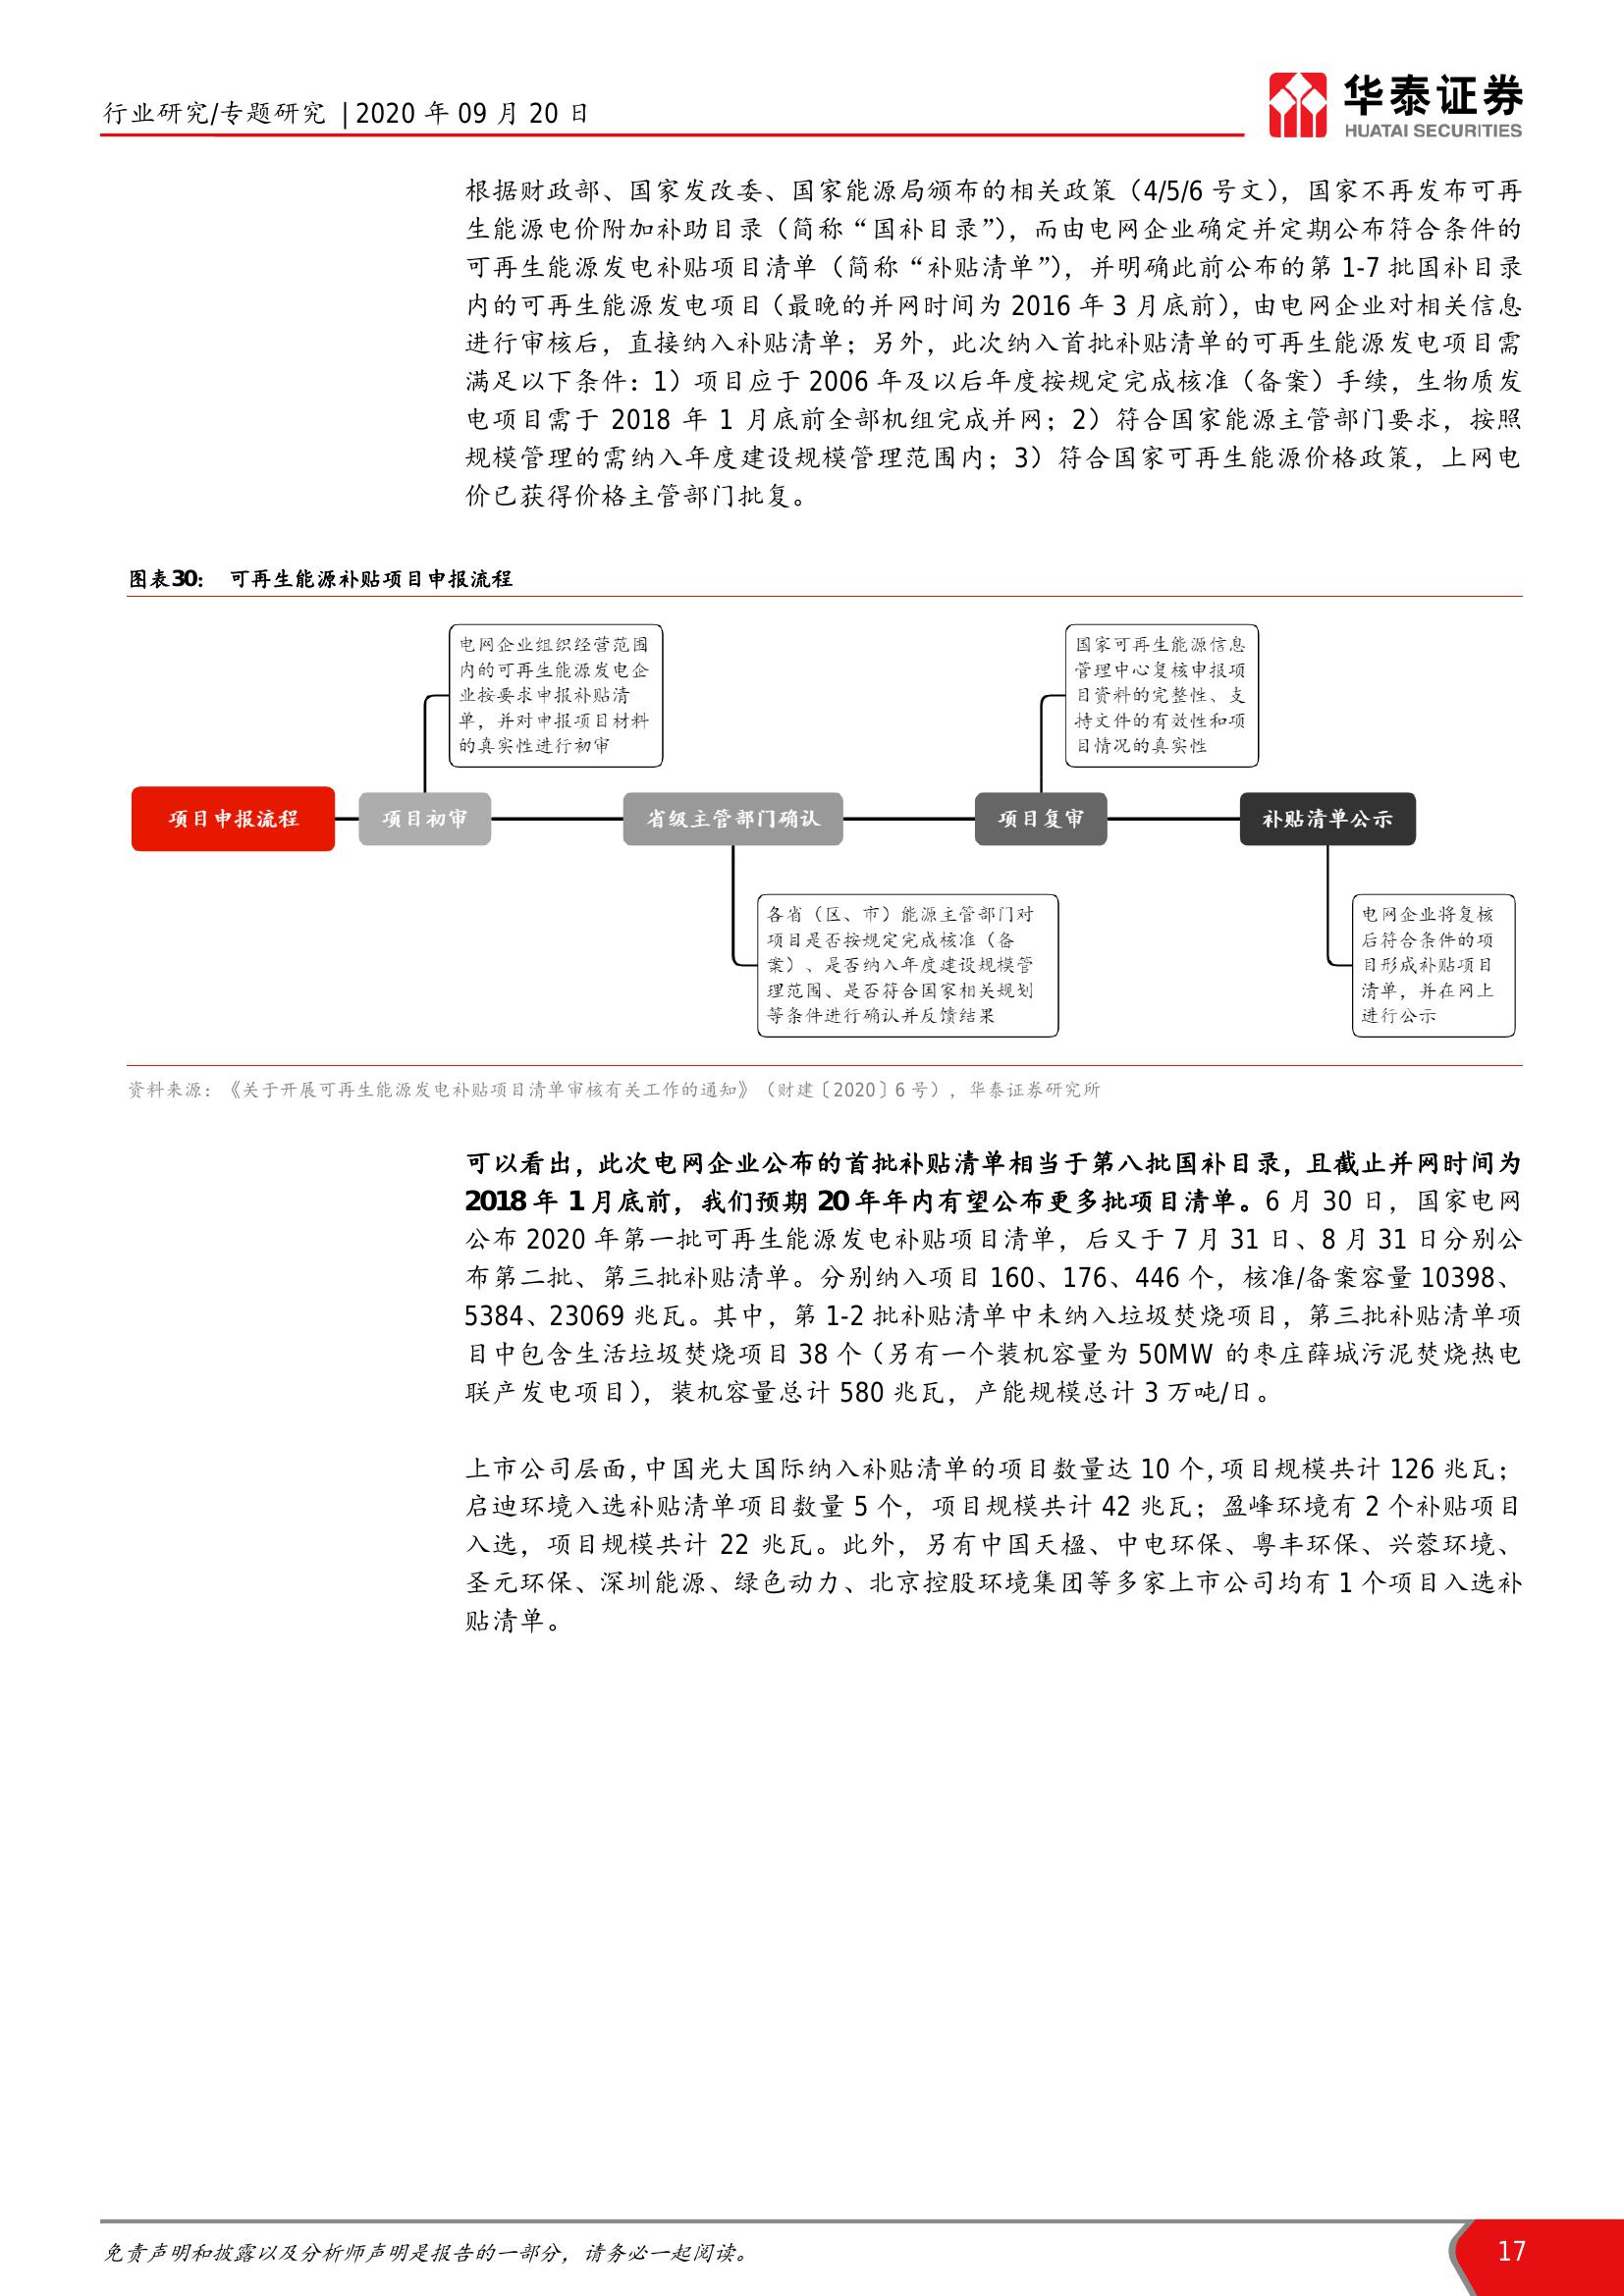 行业研究/专题研究 | 2020 年 09 月 20 日
华泰证券
HUATAI SECURITIES
根据财政部、国家发改委、国家能源局颁布的相关政策（4/5/6 号文），国家不再发布可再
生能源电价附加补助目录（简称“国补目录”），而由电网企业确定并定期公布符合条件的
可再生能源发电补贴项目清单（简称“补贴清单”），并明确此前公布的第 1-7 批国补目录
内的可再生能源发电项目（最晚的并网时间为 2016 年 3 月底前），由电网企业对相关信息
进行审核后，直接纳入补贴清单；另外，此次纳入首批补贴清单的可再生能源发电项目需
满足以下条件：1）项目应于 2006 年及以后年度按规定完成核准（备案）手续，生物质发
电项目需于 2018 年 1 月底前全部机组完成并网；2）符合国家能源主管部门要求，按照
规模管理的需纳入年度建设规模管理范围内；3）符合国家可再生能源价格政策，上网电
价已获得价格主管部门批复。
图表30： 可再生能源补贴项目申报流程
电网企业组织经营范围
内的可再生能源发电企
业按要求申报补贴清
单，并对申报项目材料
的真实性进行初审
国家可再生能源信息
管理中心复核申报项
目资料的完整性、支
持文件的有效性和项
目情况的真实性
项目申报流程
项目初审
省级主管部门确认
项目复审
补贴清单公示
各省（区、市）能源主管部门对
项目是否按规定完成核准（备
案）、是否纳入年度建设规模管
理范围、是否符合国家相关规划
等条件进行确认并反馈结果
电网企业将复核
后符合条件的项
目形成补贴项目
清单，并在网上
进行公示
资料来源：《关于开展可再生能源发电补贴项目清单审核有关工作的通知》（财建〔2020〕6 号），华泰证券研究所
可以看出，此次电网企业公布的首批补贴清单相当于第八批国补目录，且截止并网时间为
2018 年 1 月底前，我们预期 20 年年内有望公布更多批项目清单。6 月 30 日，国家电网
公布 2020 年第一批可再生能源发电补贴项目清单，后又于 7 月 31 日、8 月 31 日分别公
布第二批、第三批补贴清单。分别纳入项目 160、176、446 个，核准/备案容量 10398、
5384、23069 兆瓦。其中，第 1-2 批补贴清单中未纳入垃圾焚烧项目，第三批补贴清单项
目中包含生活垃圾焚烧项目 38 个（另有一个装机容量为 50MW 的枣庄薛城污泥焚烧热电
联产发电项目），装机容量总计 580 兆瓦，产能规模总计 3 万吨/日。
上市公司层面，中国光大国际纳入补贴清单的项目数量达 10 个，项目规模共计 126 兆瓦；
启迪环境入选补贴清单项目数量 5 个，项目规模共计 42 兆瓦；盈峰环境有 2 个补贴项目
入选，项目规模共计 22 兆瓦。此外，另有中国天楹、中电环保、粤丰环保、兴蓉环境、
圣元环保、深圳能源、绿色动力、北京控股环境集团等多家上市公司均有 1 个项目入选补
贴清单。
免责声明和披露以及分析师声明是报告的一部分，请务必一起阅读。
17